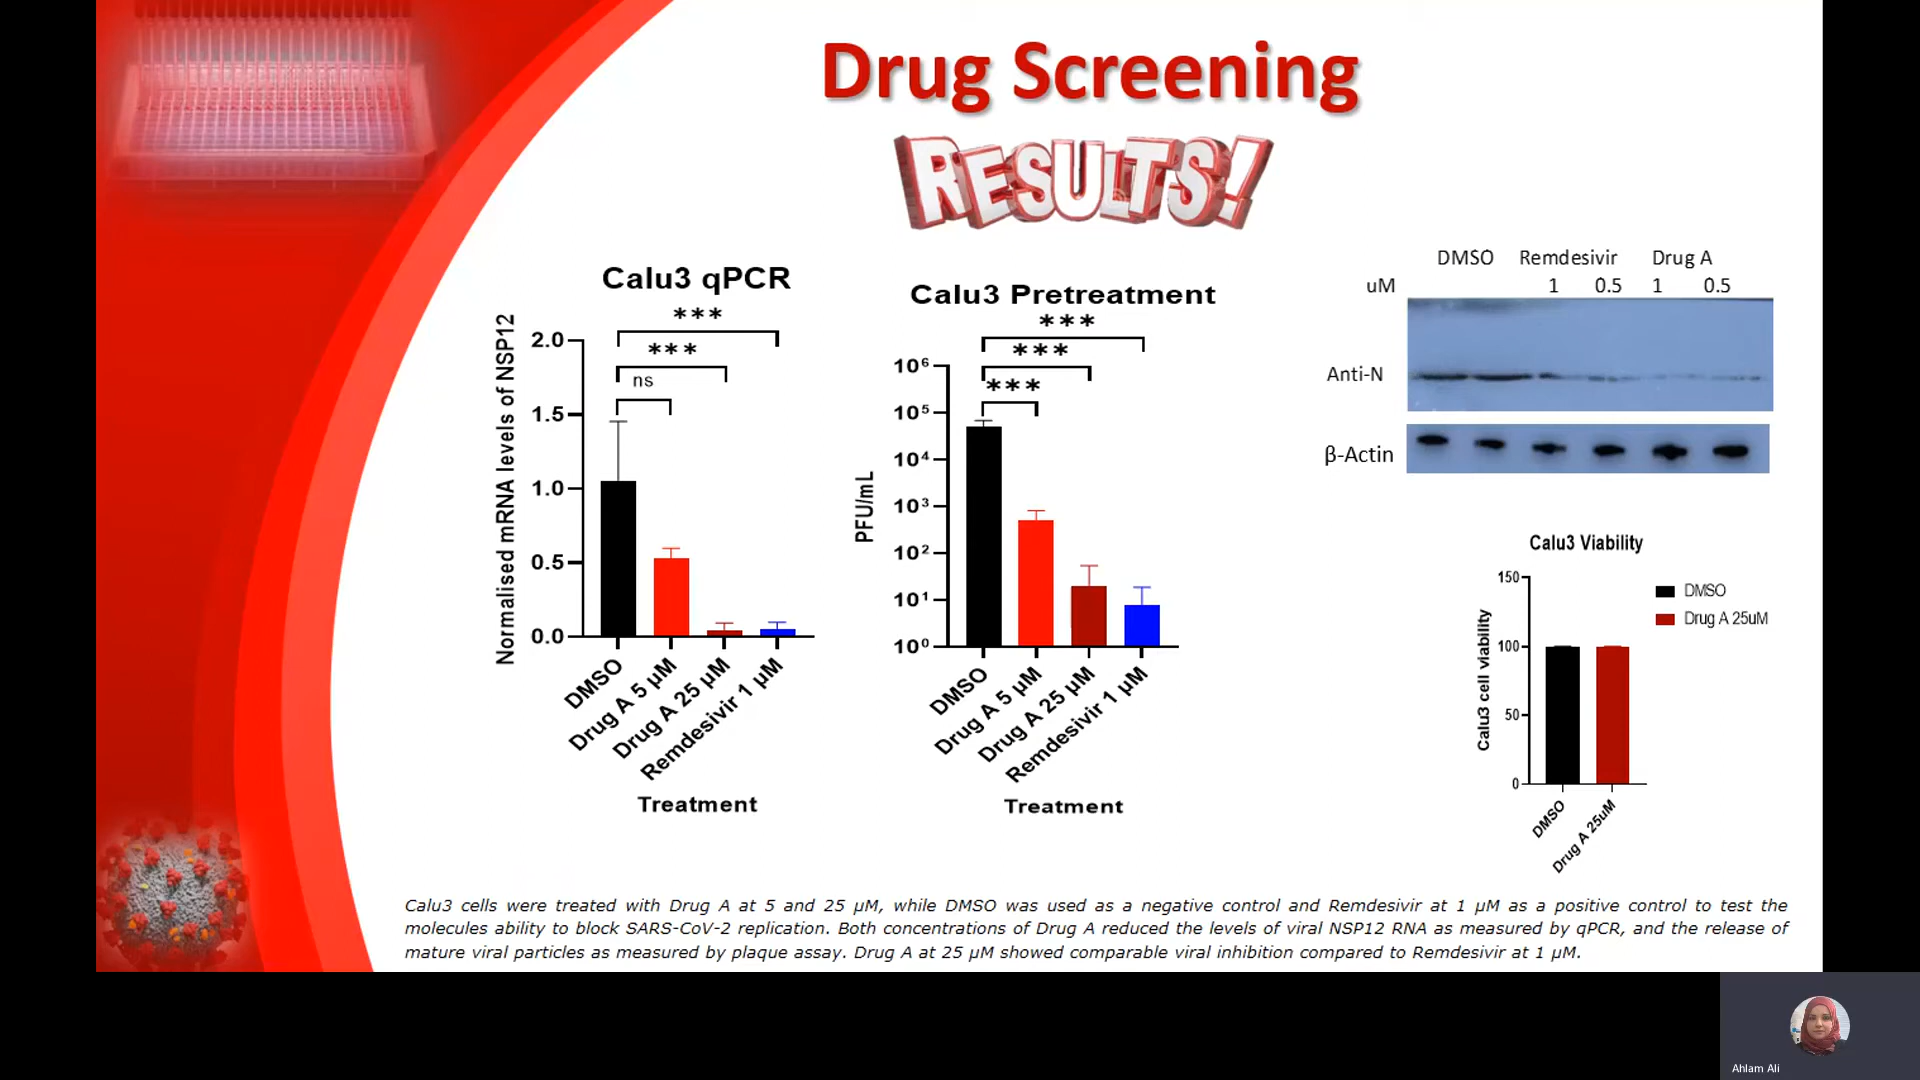 Drug Screening
RESULTS!
Calu3 qPCR
***
***
ns
Normalised mRNA levels of NSP12
2.0
1.5
1.0
0.5
0.0
DMSO
Drug A 5 µM
Drug A 25 µM
Remdesivir 1 µM
Treatment
Calu3 Pretreatment
***
***
***
PFU/mL
10⁶
10⁵
10⁴
10³
10²
10¹
10⁰
DMSO
Drug A 5 µM
Drug A 25 µM
Remdesivir 1 µM
Treatment
DMSO Remdesivir Drug A
uM 1 0.5 1 0.5
Anti-N
β-Actin
Calu3 Viability
Calu3 cell viability
150
100
50
0
DMSO
Drug A 25uM
DMSO
Drug A 25uM
Calu3 cells were treated with Drug A at 5 and 25 µM, while DMSO was used as a negative control and Remdesivir at 1 µM as a positive control to test the
molecules ability to block SARS-CoV-2 replication. Both concentrations of Drug A reduced the levels of viral NSP12 RNA as measured by qPCR, and the release of
mature viral particles as measured by plaque assay. Drug A at 25 µM showed comparable viral inhibition compared to Remdesivir at 1 µM.
Ahlam Ali